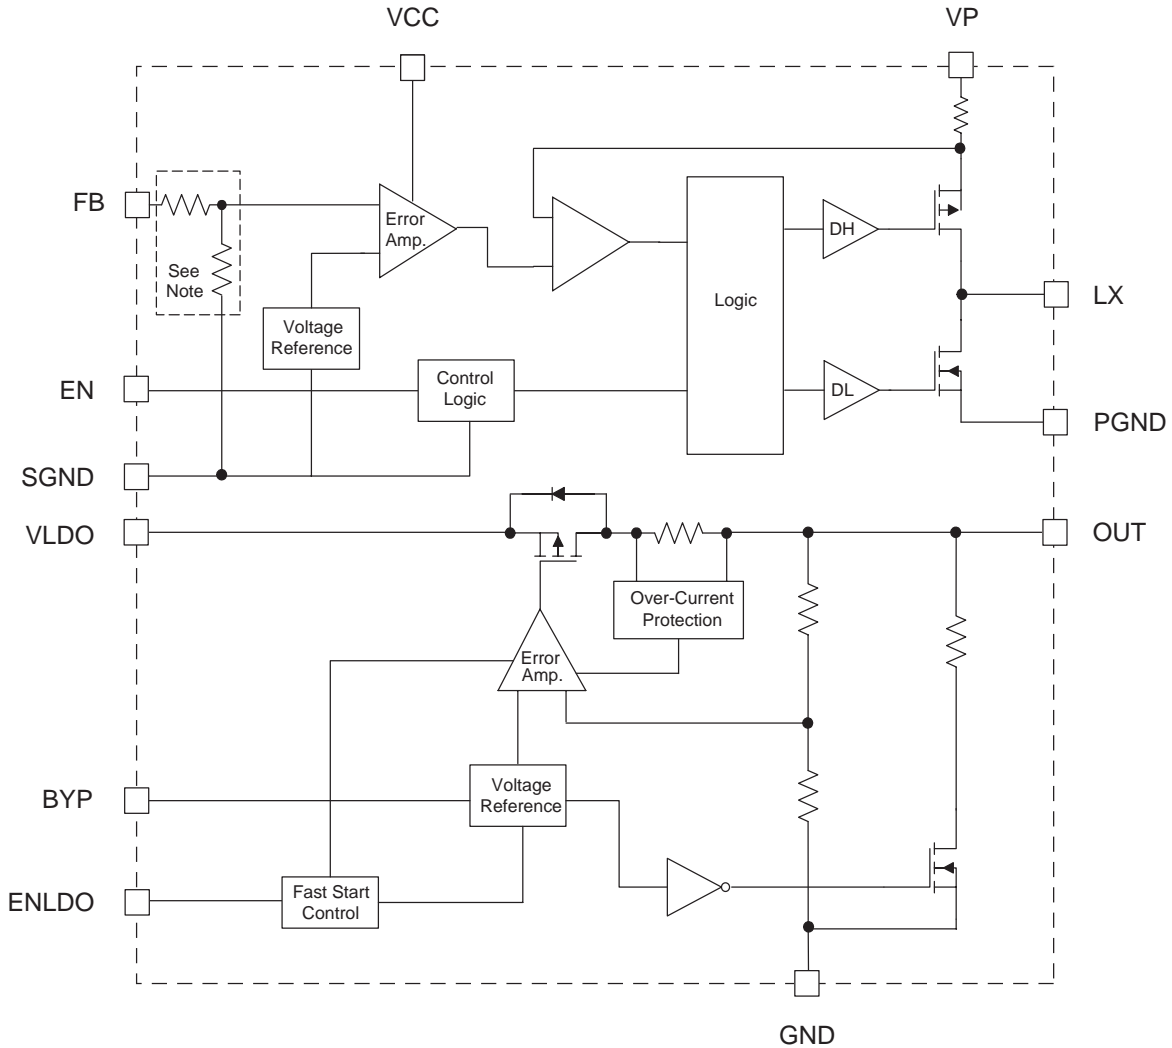 VCC
VP
FB
Error
Amp.
DH
See
Note
Logic
LX
Voltage
Reference
EN
Control
Logic
DL
PGND
SGND
VLDO
OUT
Over-Current
Protection
Error
Amp.
BYP
Voltage
Reference
ENLDO
Fast Start
Control
GND